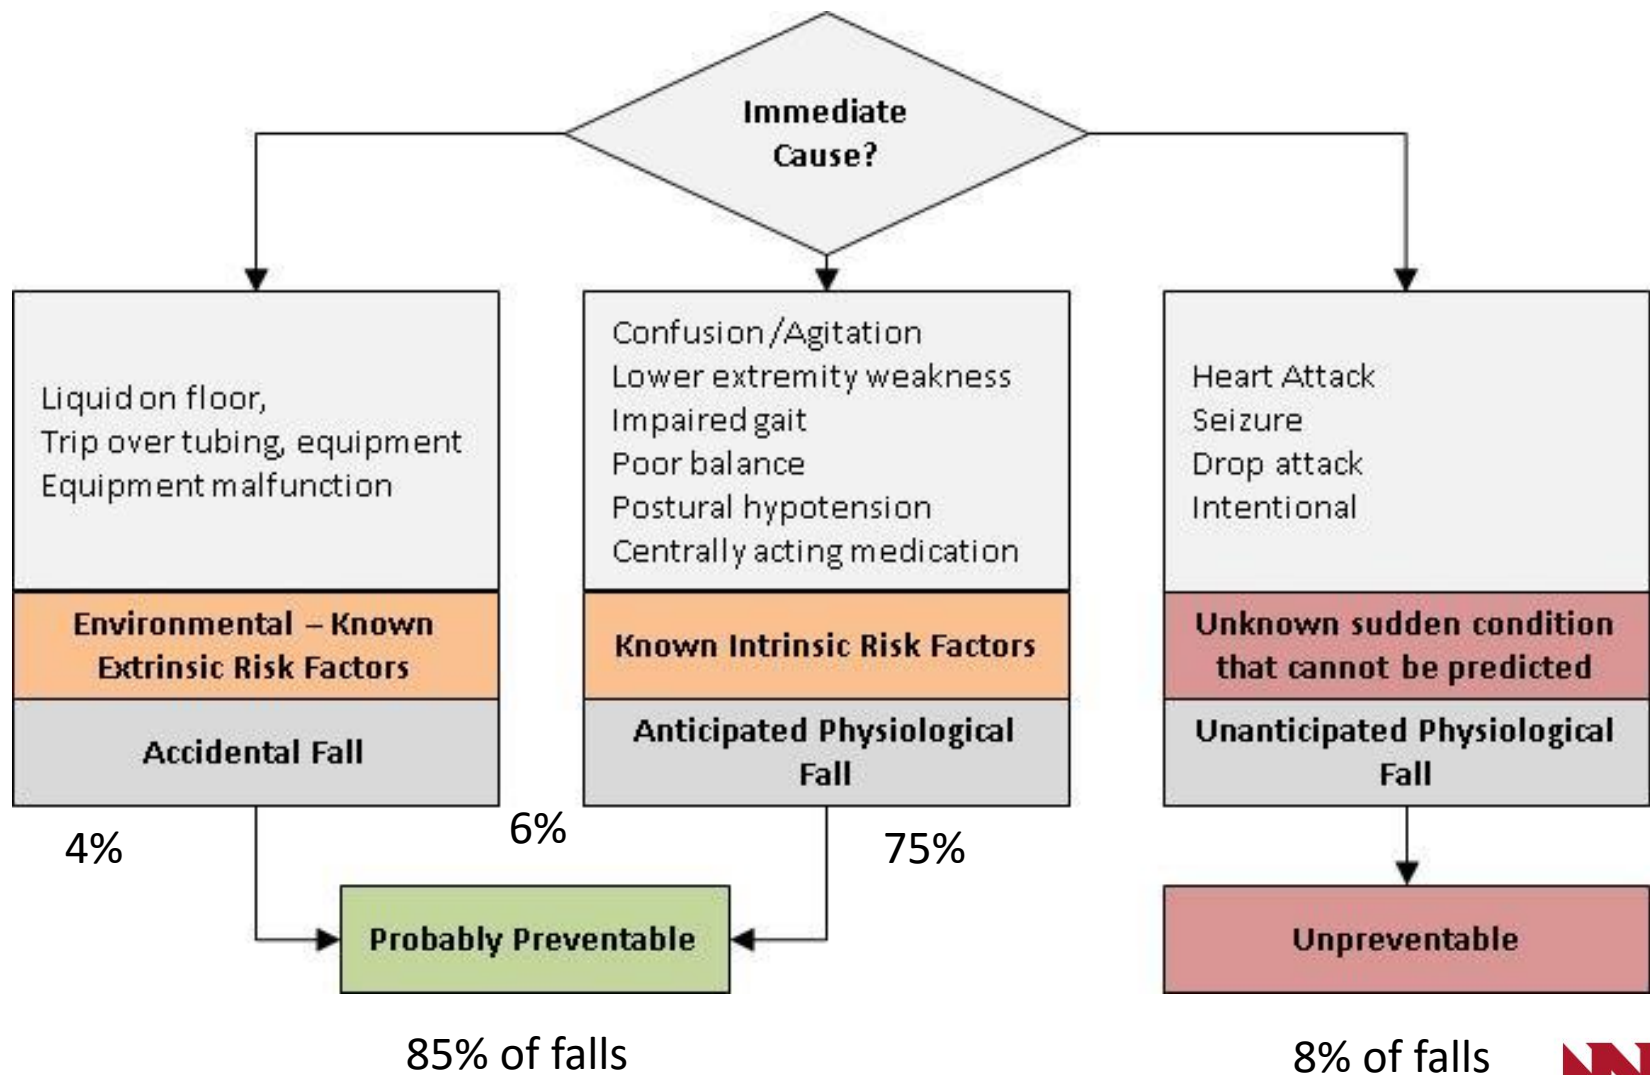 Immediate
Cause?
Liquid on floor,
Trip over tubing, equipment
Equipment malfunction
Environmental – Known
Extrinsic Risk Factors
Accidental Fall
Confusion/Agitation
Lower extremity weakness
Impaired gait
Poor balance
Postural hypotension
Centrally acting medication
Known Intrinsic Risk Factors
Anticipated Physiological
Fall
Heart Attack
Seizure
Drop attack
Intentional
Unknown sudden condition
that cannot be predicted
Unanticipated Physiological
Fall
4%
6%
75%
Probably Preventable
Unpreventable
85% of falls
8% of falls